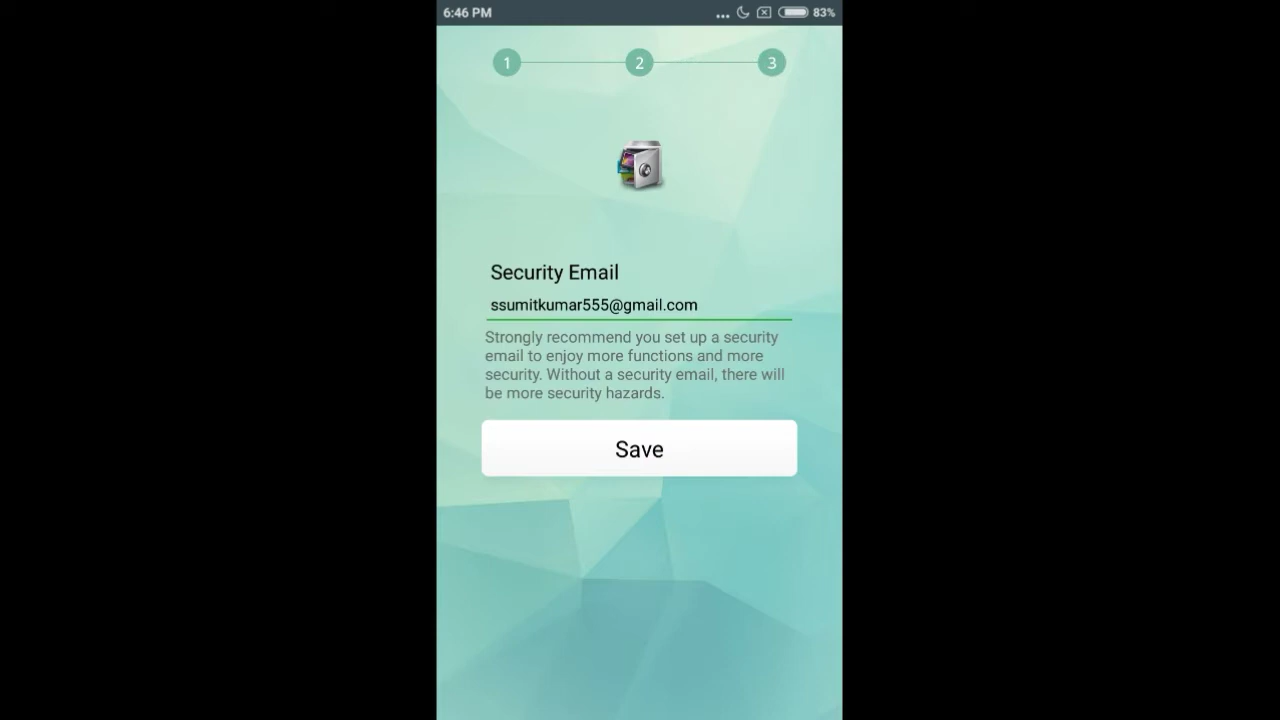 6:46 PM ... 83%
1 2 3
Security Email
ssumitkumar555@gmail.com
Strongly recommend you set up a security
email to enjoy more functions and more
security. Without a security email, there will
be more security hazards.
Save